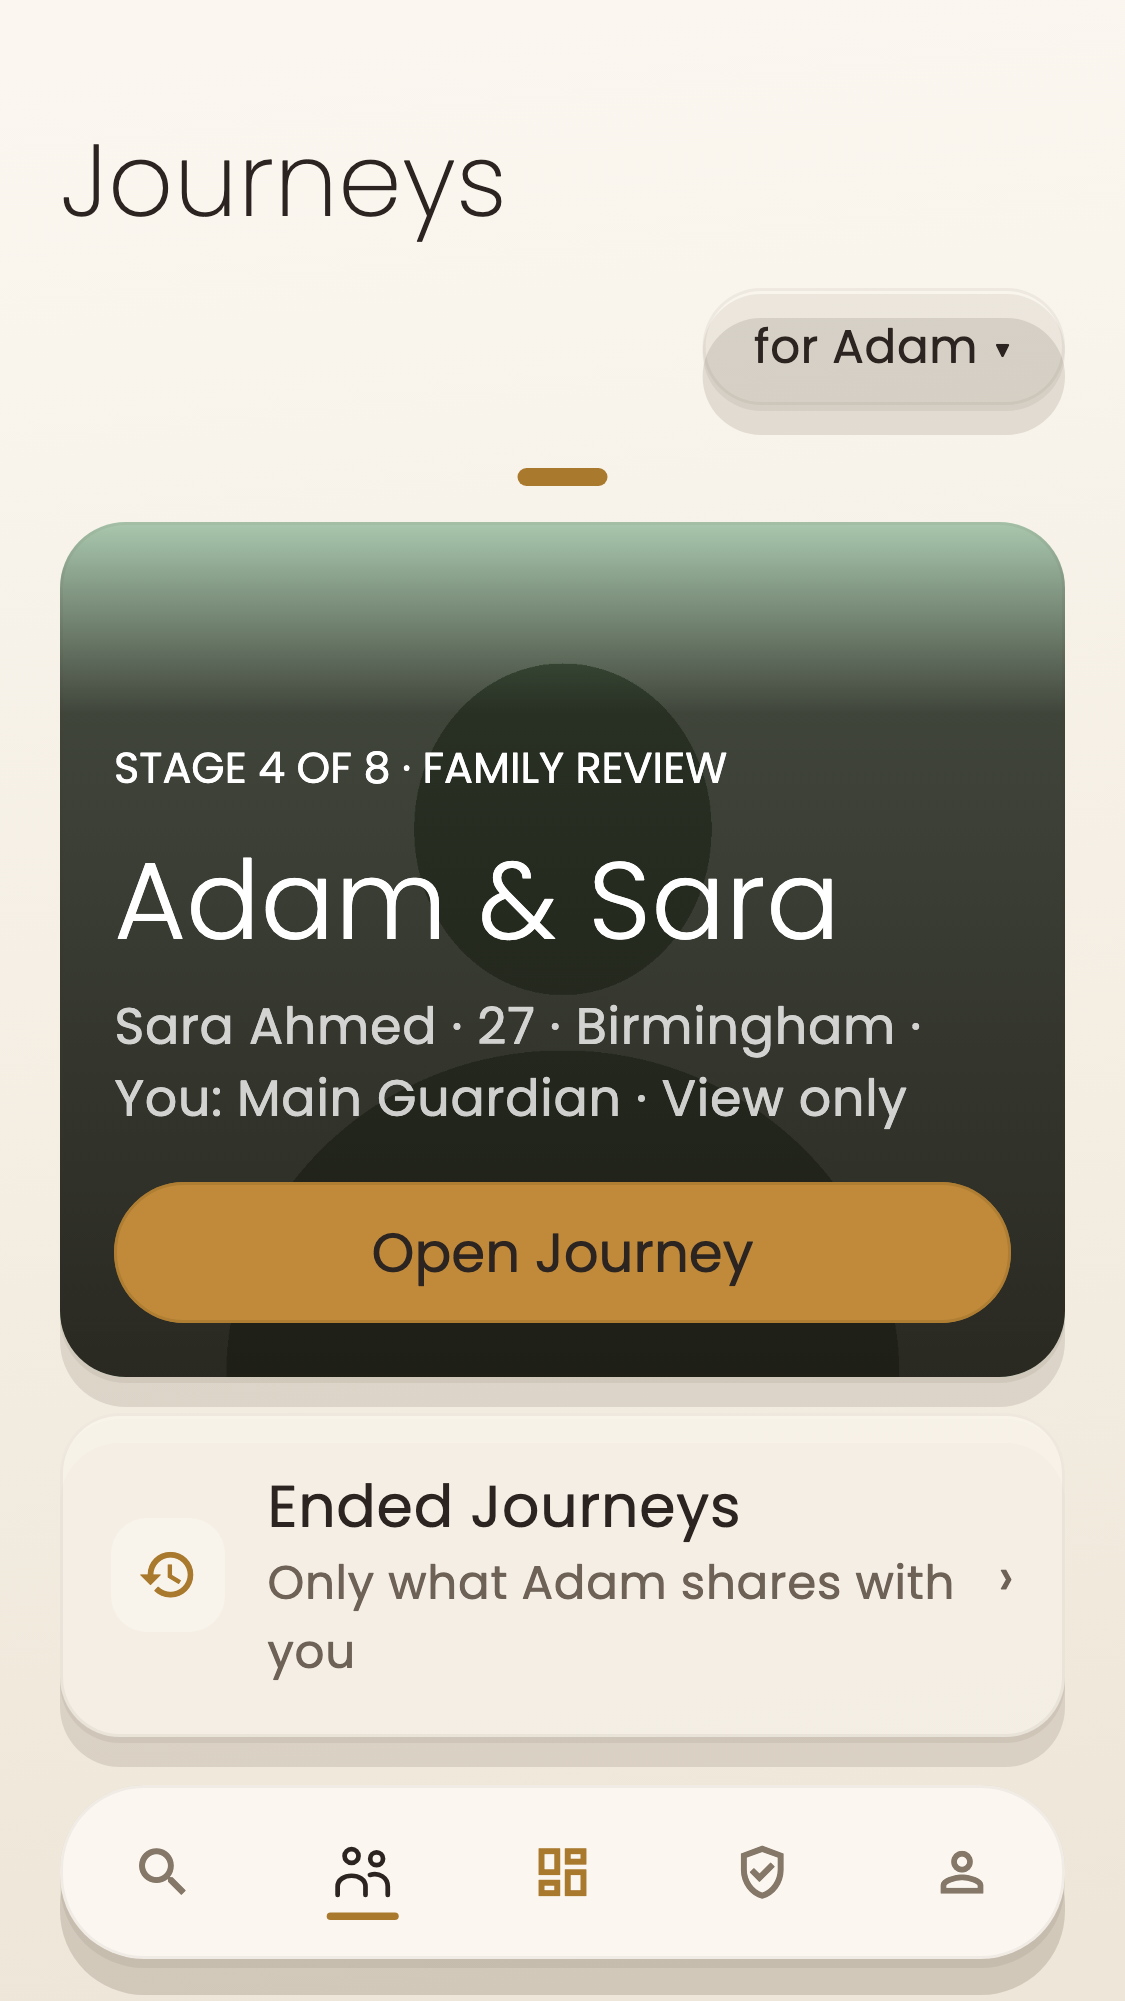 Journeys
for Adam ▾
STAGE 4 OF 8 · FAMILY REVIEW
Adam & Sara
Sara Ahmed · 27 · Birmingham ·
You: Main Guardian · View only
Open Journey
Ended Journeys
Only what Adam shares with
you
›